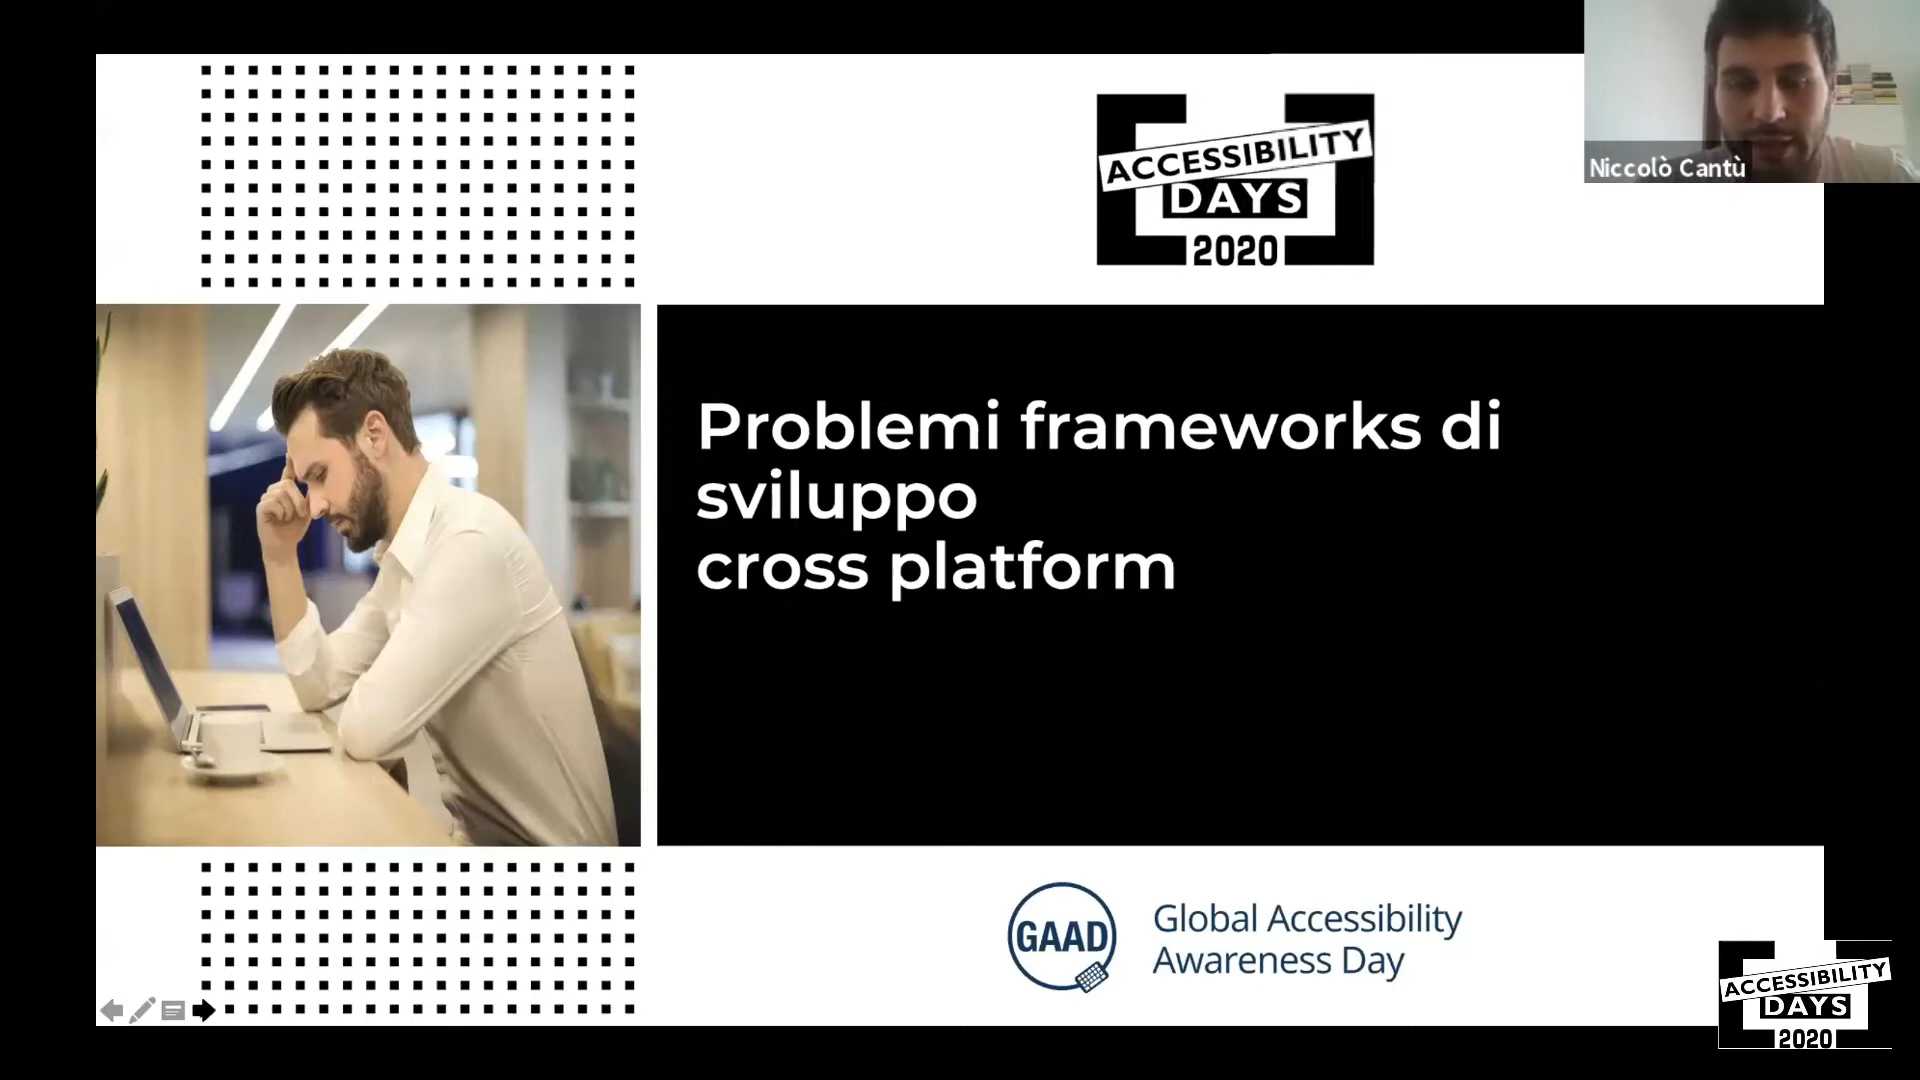 ACCESSIBILITY
DAYS
2020
Niccolò Cantù
Problemi frameworks di
sviluppo
cross platform
GAAD
Global Accessibility
Awareness Day
ACCESSIBILITY
DAYS
2020